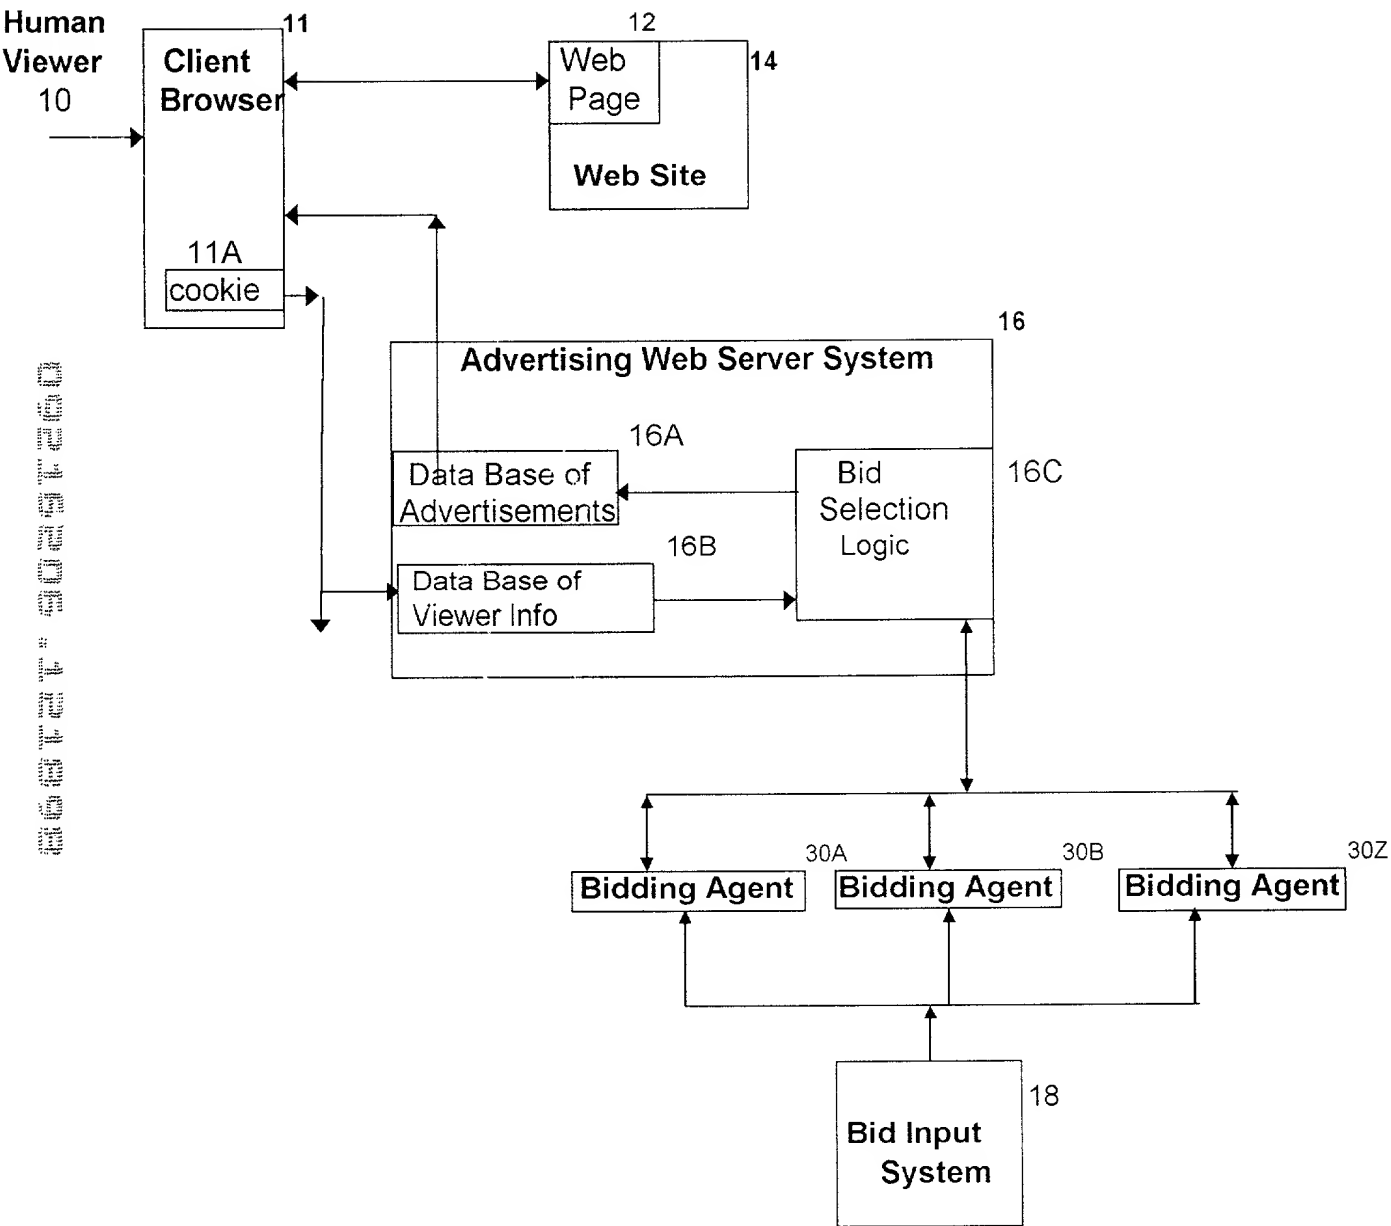 Human
Viewer
10
11
Client
Browser
12
Web
Page
14
Web Site
11A
cookie
16
Advertising Web Server System
16A
Data Base of
Advertisements
16B
Data Base of
Viewer Info
Bid
Selection
Logic
16C
30A
Bidding Agent
30B
Bidding Agent
30Z
Bidding Agent
18
Bid Input
System
09215206.121898